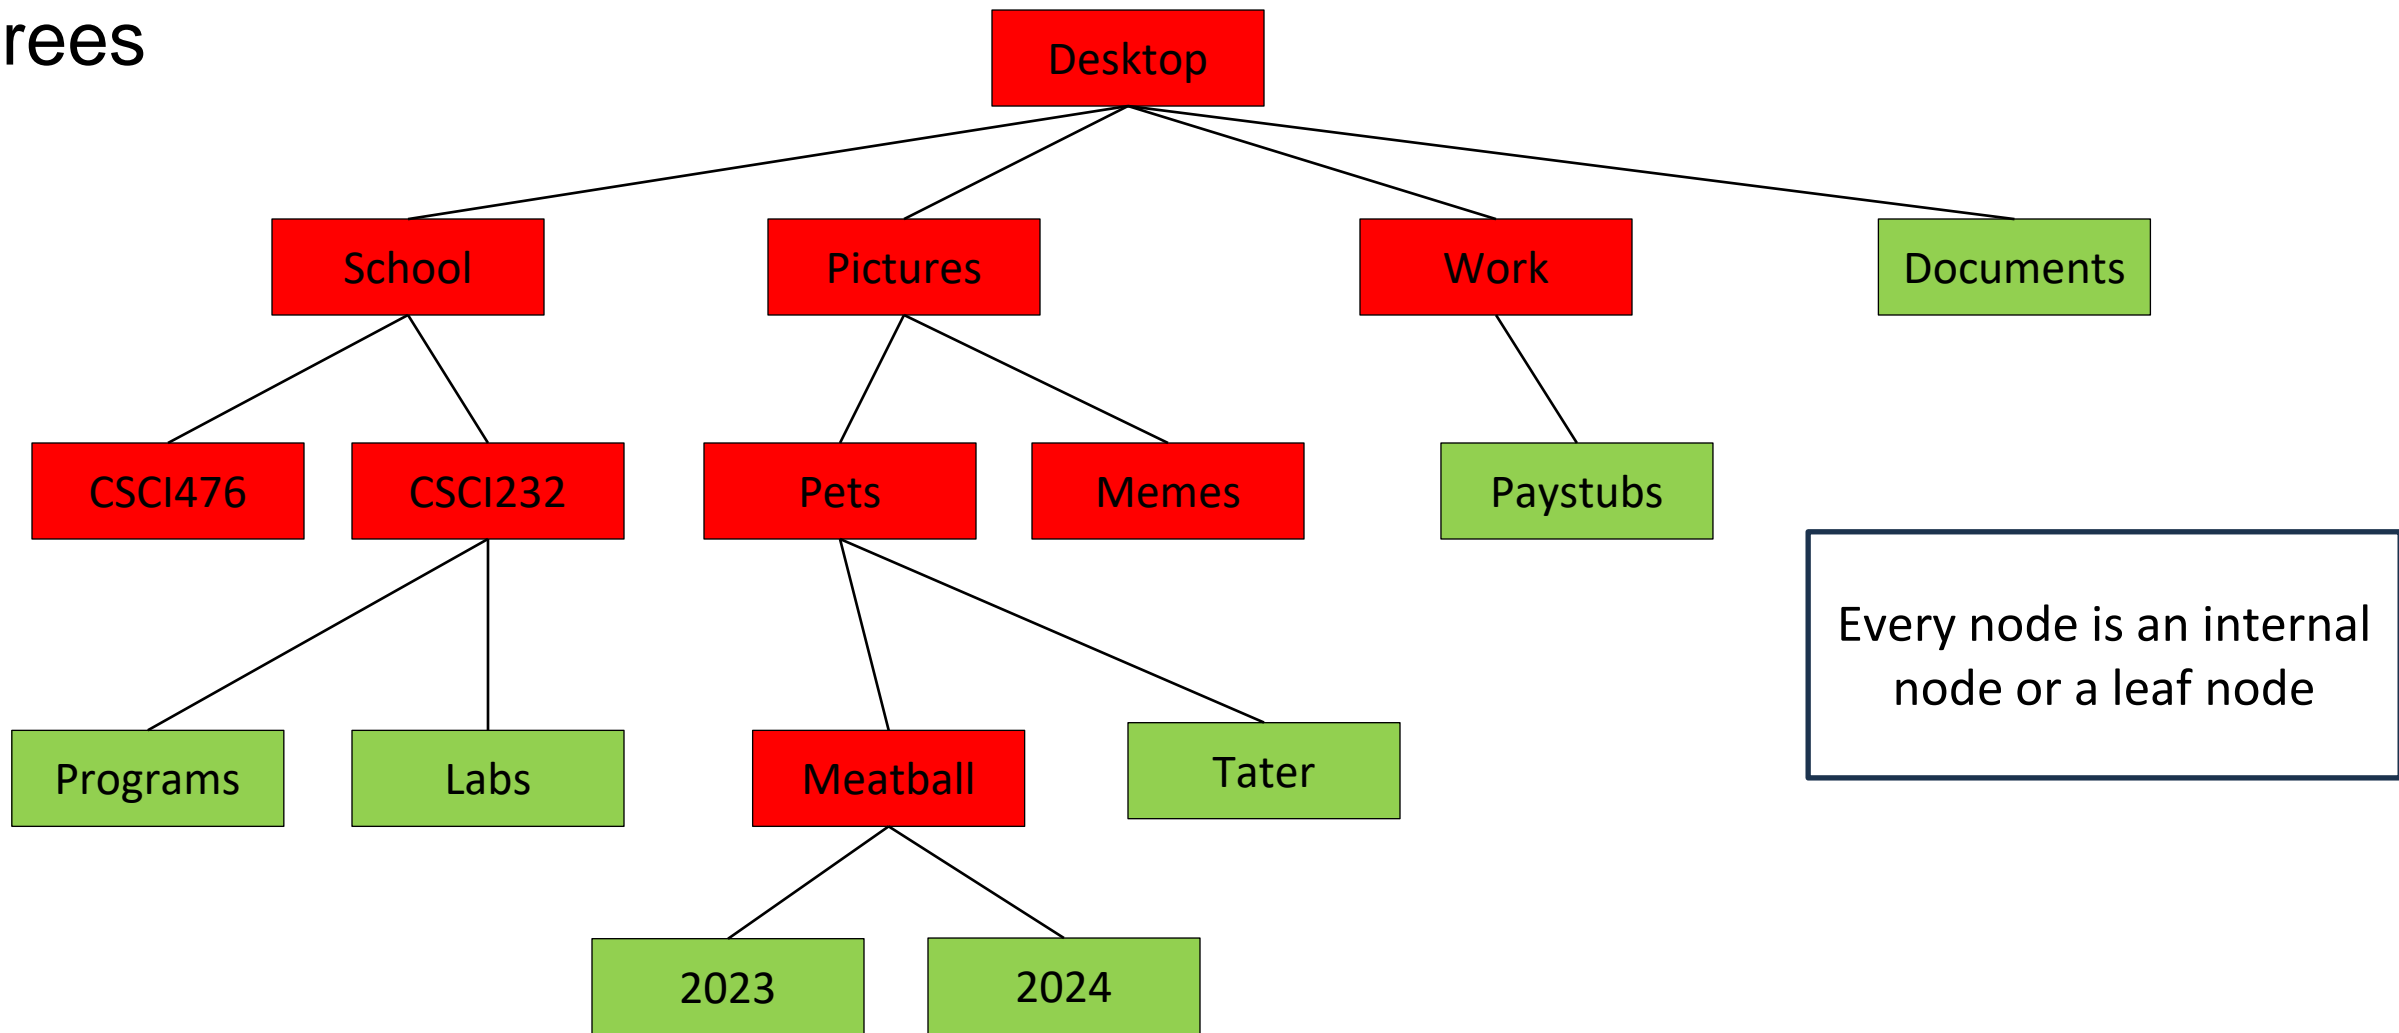 rees
Desktop
School
Pictures
Work
Documents
CSCI476
CSCI232
Pets
Memes
Paystubs
Every node is an internal
node or a leaf node
Programs
Labs
Meatball
Tater
2023
2024